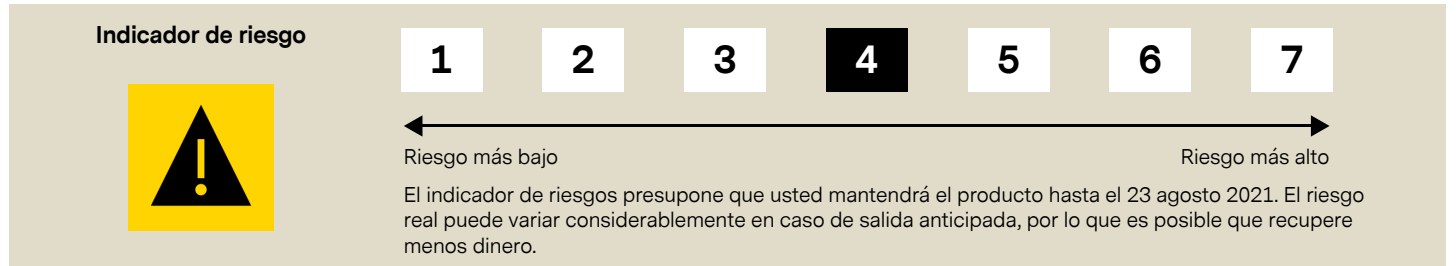 Indicador de riesgo
1 2 3 4 5 6 7
Riesgo más bajo Riesgo más alto
El indicador de riesgos presupone que usted mantendrá el producto hasta el 23 agosto 2021. El riesgo
real puede variar considerablemente en caso de salida anticipada, por lo que es posible que recupere
menos dinero.